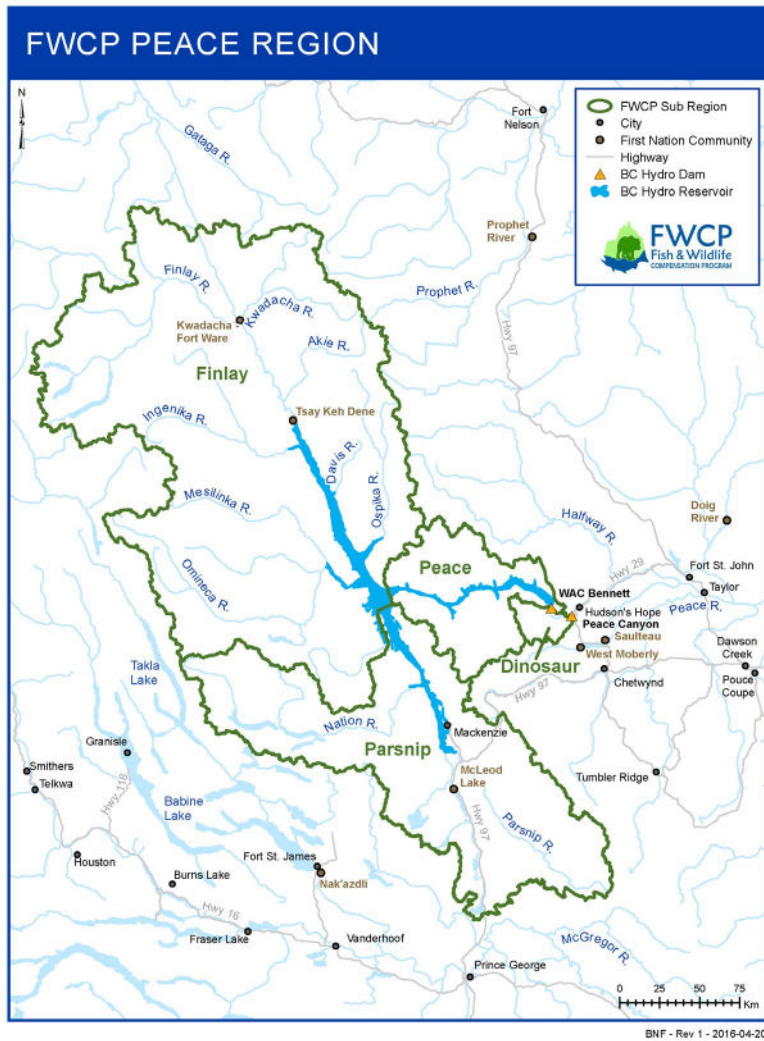 FWCP PEACE REGION
N
FWCP Sub Region
City
First Nation Community
Highway
BC Hydro Dam
BC Hydro Reservoir
FWCP
Fish & Wildlife
COMPENSATION PROGRAM
Fort
Nelson
Gataga R.
Prophet
River
Finlay R.
Kwadacha R.
Prophet R.
Kwadacha -
Fort Ware
Akie R.
Hwy 97
Finlay
Ingenika R.
Tsay Keh Dene
Davis R.
Ospika R.
Mesilinka R.
Doig
River
Halfway R.
Omineca R.
Peace
Hwy 29
Fort St. John
WAC Bennett
Taylor
Hudson's Hope
Peace R.
Peace Canyon
Saulteau
West Moberly
Dawson
Creek
Dinosaur
Takla
Lake
Chetwynd
Pouce
Coupe
Hwy 97
Nation R.
Mackenzie
Granisle
Parsnip
Smithers
Telkwa
Hwy. 118
McLeod
Lake
Tumbler Ridge
Babine
Lake
Hwy 97
Parsnip R.
Houston
Fort St. James
Burns Lake
Nak'azdli
Hwy 16
Fraser Lake
Vanderhoof
McGregor R.
Prince George
0 25 50 75
Km
BNF - Rev 1 - 2016-04-20